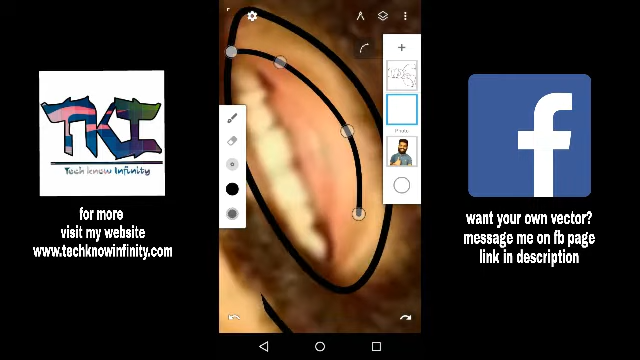 TKI
Tech know Infinity
for more
visit my website
www.techknowinfinity.com
Photo
f
want your own vector?
message me on fb page
link in description